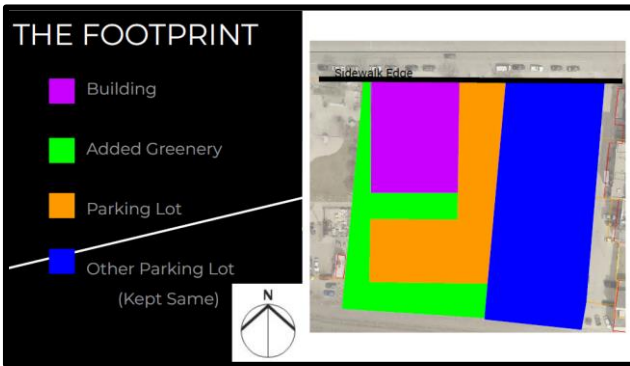 THE FOOTPRINT
Building
Added Greenery
Parking Lot
Other Parking Lot
(Kept Same)
N
Sidewalk Edge